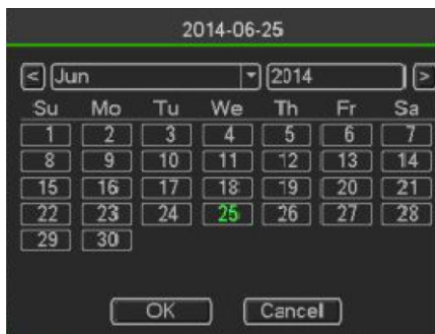 2014-06-25
< Jun 2014 >
Su Mo Tu We Th Fr Sa
1 2 3 4 5 6 7
8 9 10 11 12 13 14
15 16 17 18 19 20 21
22 23 24 25 26 27 28
29 30
OK Cancel